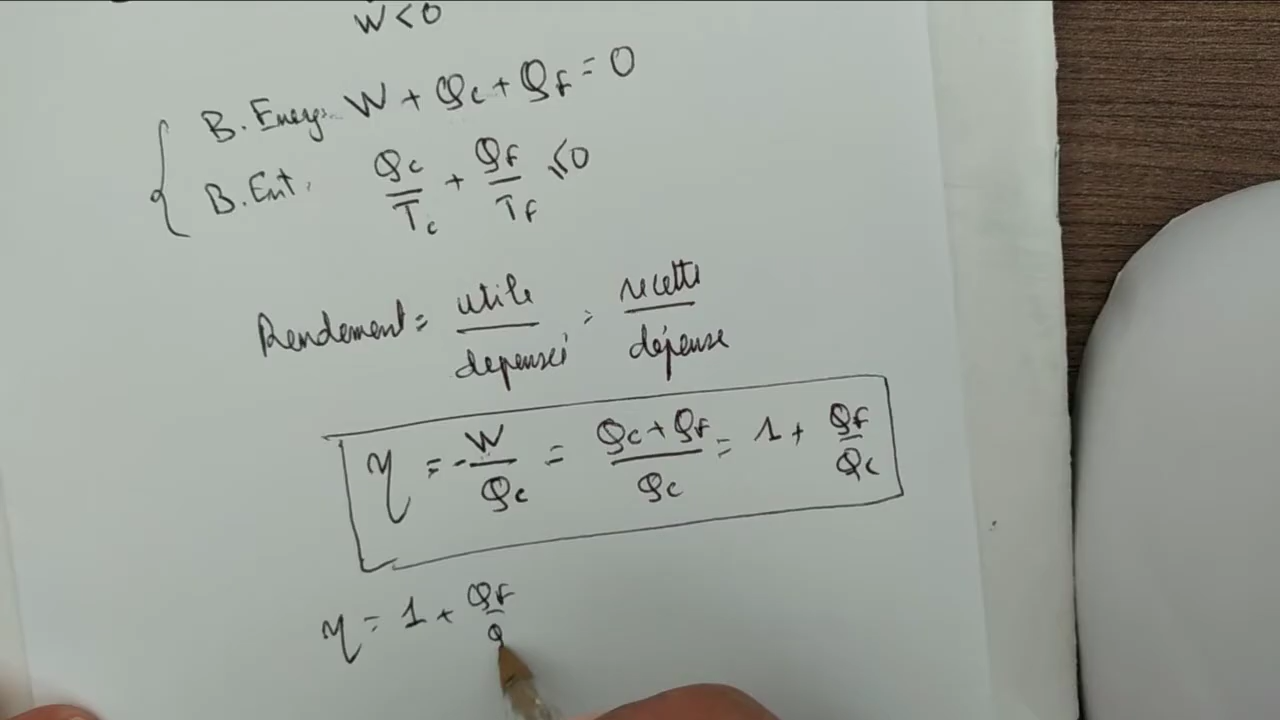 W < 0
B. Energ. W + Qc + Qf = 0
B. Ent. Qc/Tc + Qf/Tf ≤ 0
Rendement = utile/depensé = recette/dépense
η = - W/Qc = Qc + Qf/Qc = 1 + Qf/Qc
η = 1 + Qf/Q